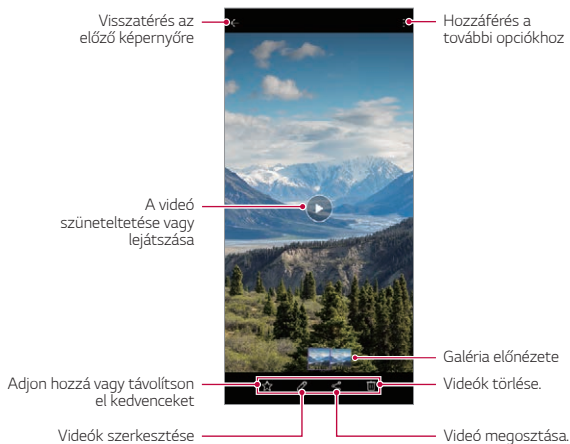 Visszatérés az
előző képernyőre
Hozzáférés a
további opciókhoz
A videó
szüneteltetése vagy
lejátszása
Galéria előnézete
Adjon hozzá vagy távolítson
el kedvenceket
Videók törlése.
Videók szerkesztése
Videó megosztása.